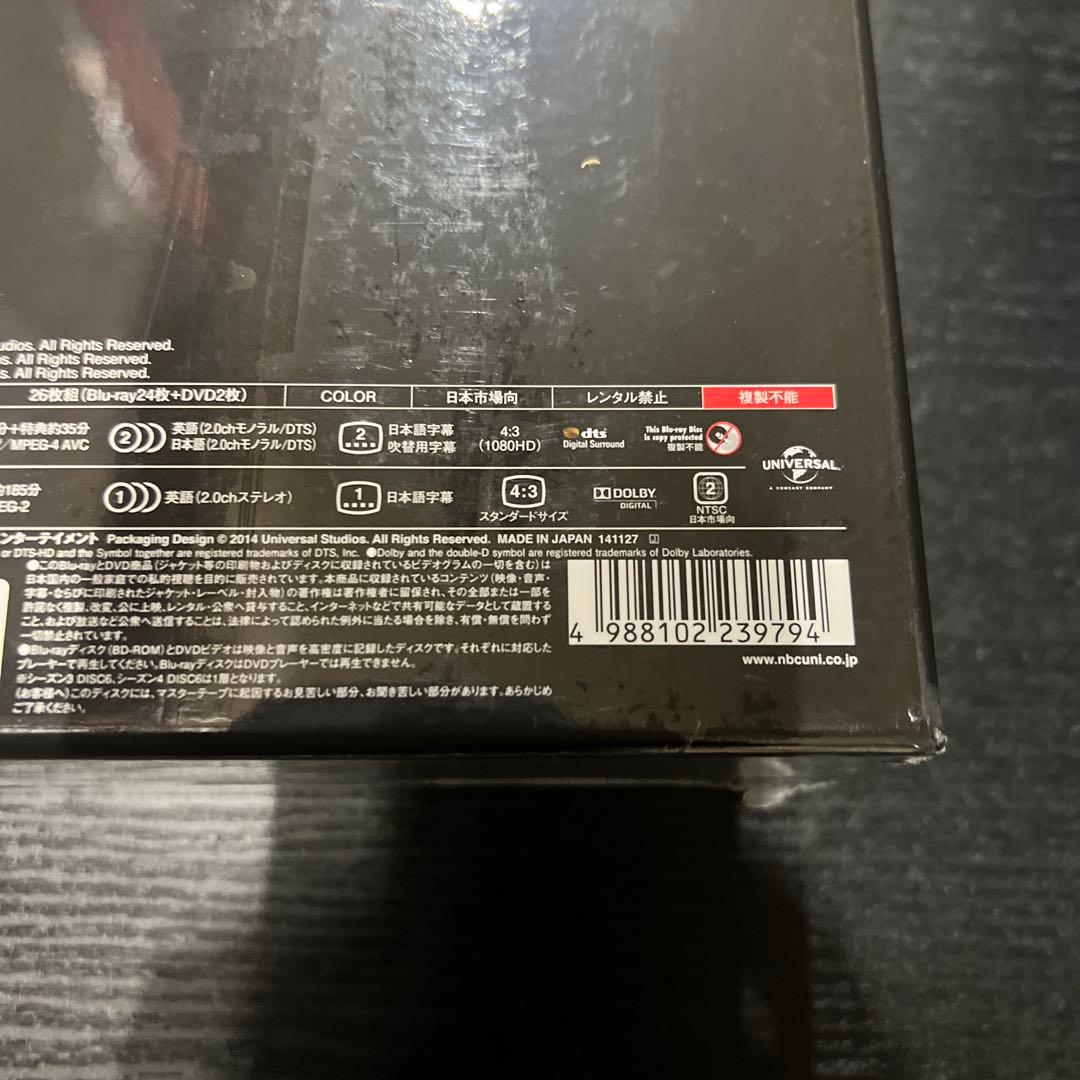 udios. All Rights Reserved.
os. All Rights Reserved.
s. All Rights Reserved.
26枚組(Blu-ray24枚+DVD2枚) COLOR 日本市場向 レンタル禁止 複製不能
分+特典約35分
/MPEG-4 AVC
2 英語(2.0chモノラル/DTS)
日本語(2.0chモノラル/DTS)
2 日本語字幕
吹替用字幕
4:3
(1080HD)
dts
Digital Surround
This Blu-ray Disc
is copy protected
複製不能
UNIVERSAL
A COMCAST COMPANY
約185分
EG-2
1 英語(2.0chステレオ)
1 日本語字幕
4:3
スタンダードサイズ
DOLBY
DIGITAL
2
NTSC
日本市場向
ンターテイメント Packaging Design © 2014 Universal Studios. All Rights Reserved. MADE IN JAPAN 141127 J
or DTS-HD and the Symbol together are registered trademarks of DTS, Inc. ●Dolby and the double-D symbol are registered trademarks of Dolby Laboratories.
●このBlu-rayとDVD商品(ジャケット等の印刷物およびディスクに収録されているビデオグラムの一切を含む)は
日本国内の一般家庭での私的視聴を目的に販売されています。本商品に収録されているコンテンツ(映像・音声・
字幕・ならびに印刷されたジャケット・レーベル・封入物)の著作権は著作権者に留保され、その全部または一部を
許諾なく複製、改変、公に上映、レンタル・公衆へ貸与すること、インターネットなどで共有可能なデータとして蔵置する
こと、および放送など公衆へ送信することは、法律によって認められた例外に当たる場合を除き、有償・無償を問わず
一切禁止されています。
●Blu-rayディスク(BD-ROM)とDVDビデオは映像と音声を高密度に記録したディスクです。それぞれに対応した
プレーヤーで再生してください。Blu-rayディスクはDVDプレーヤーでは再生できません。
※シーズン3 DISC6、シーズン4 DISC6は1層となります。
〈お客様へ〉このディスクには、マスターテープに起因するお見苦しい部分、お聞き苦しい部分があります。あらかじめ
ご了承ください。
4 988102 239794
www.nbcuni.co.jp